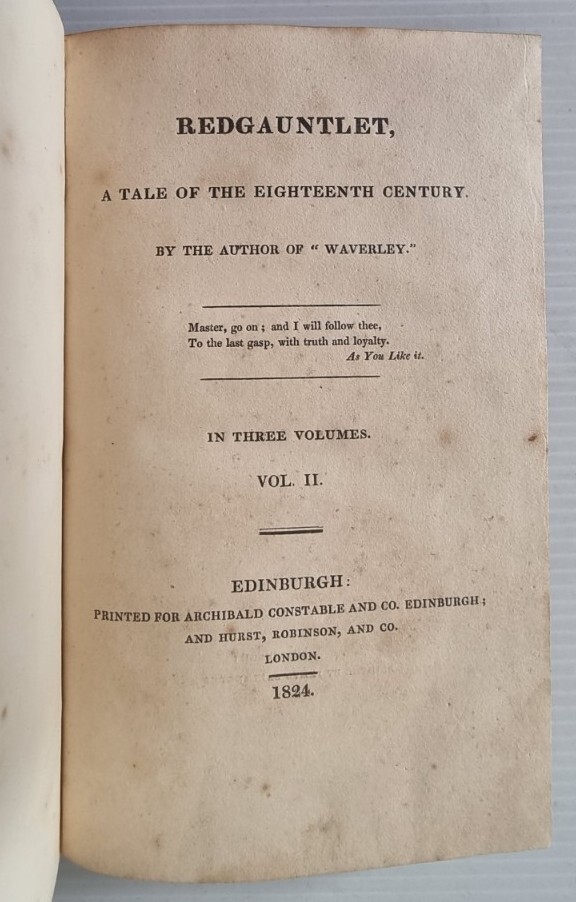 REDGAUNTLET,
A TALE OF THE EIGHTEENTH CENTURY.
BY THE AUTHOR OF “ WAVERLEY.”
Master, go on ; and I will follow thee,
To the last gasp, with truth and loyalty.
As You Like it.
IN THREE VOLUMES.
VOL. II.
EDINBURGH:
PRINTED FOR ARCHIBALD CONSTABLE AND CO. EDINBURGH ;
AND HURST, ROBINSON, AND CO.
LONDON.
1824.